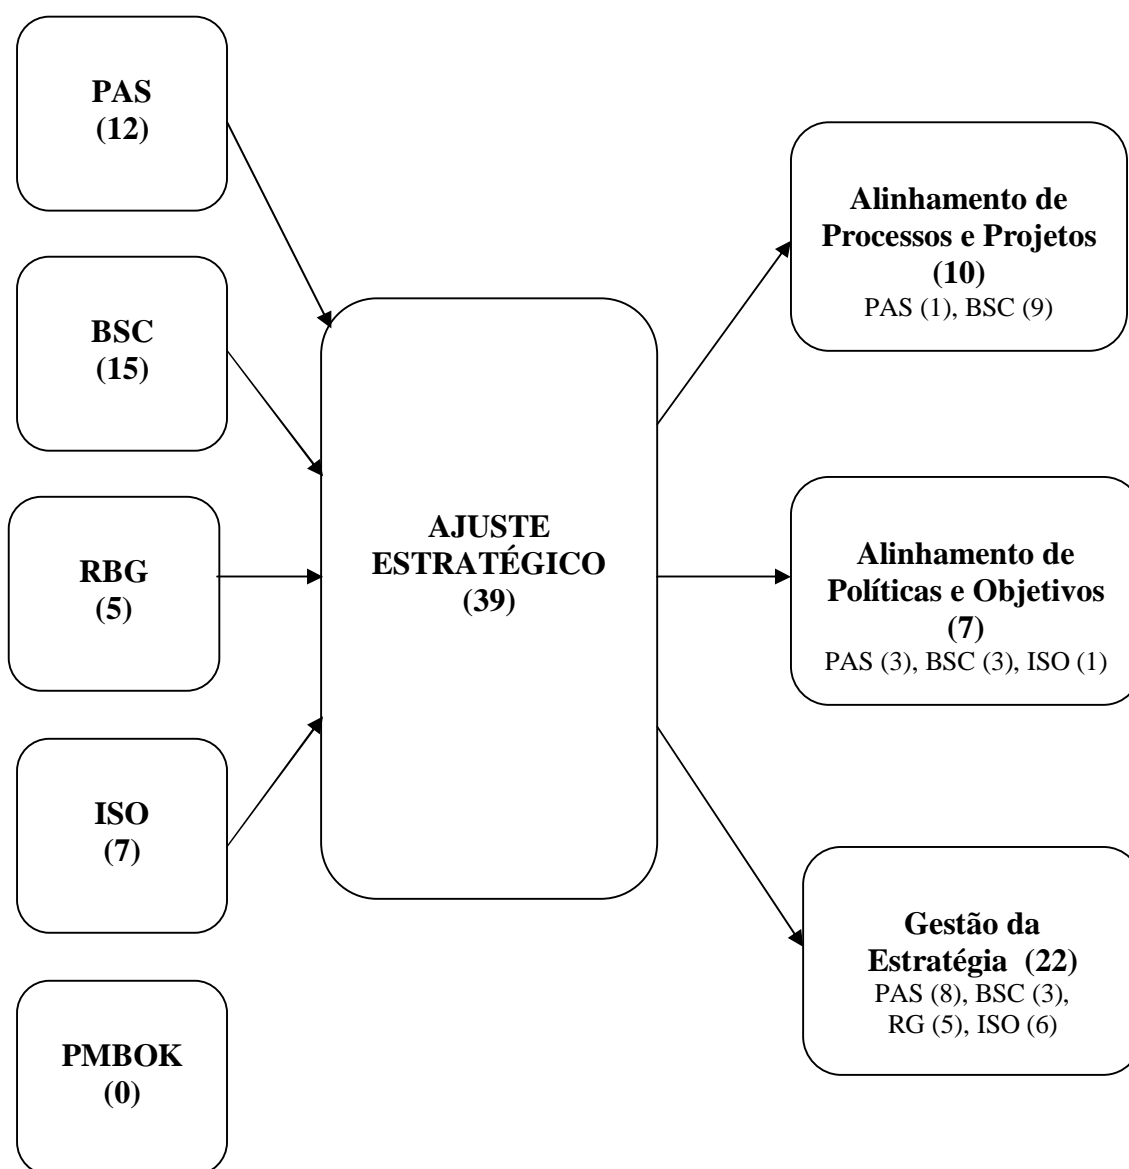 PAS
(12)
BSC
(15)
RBG
(5)
ISO
(7)
PMBOK
(0)
AJUSTE
ESTRATÉGICO
(39)
Alinhamento de
Processos e Projetos
(10)
PAS (1), BSC (9)
Alinhamento de
Políticas e Objetivos
(7)
PAS (3), BSC (3), ISO (1)
Gestão da
Estratégia (22)
PAS (8), BSC (3),
RG (5), ISO (6)